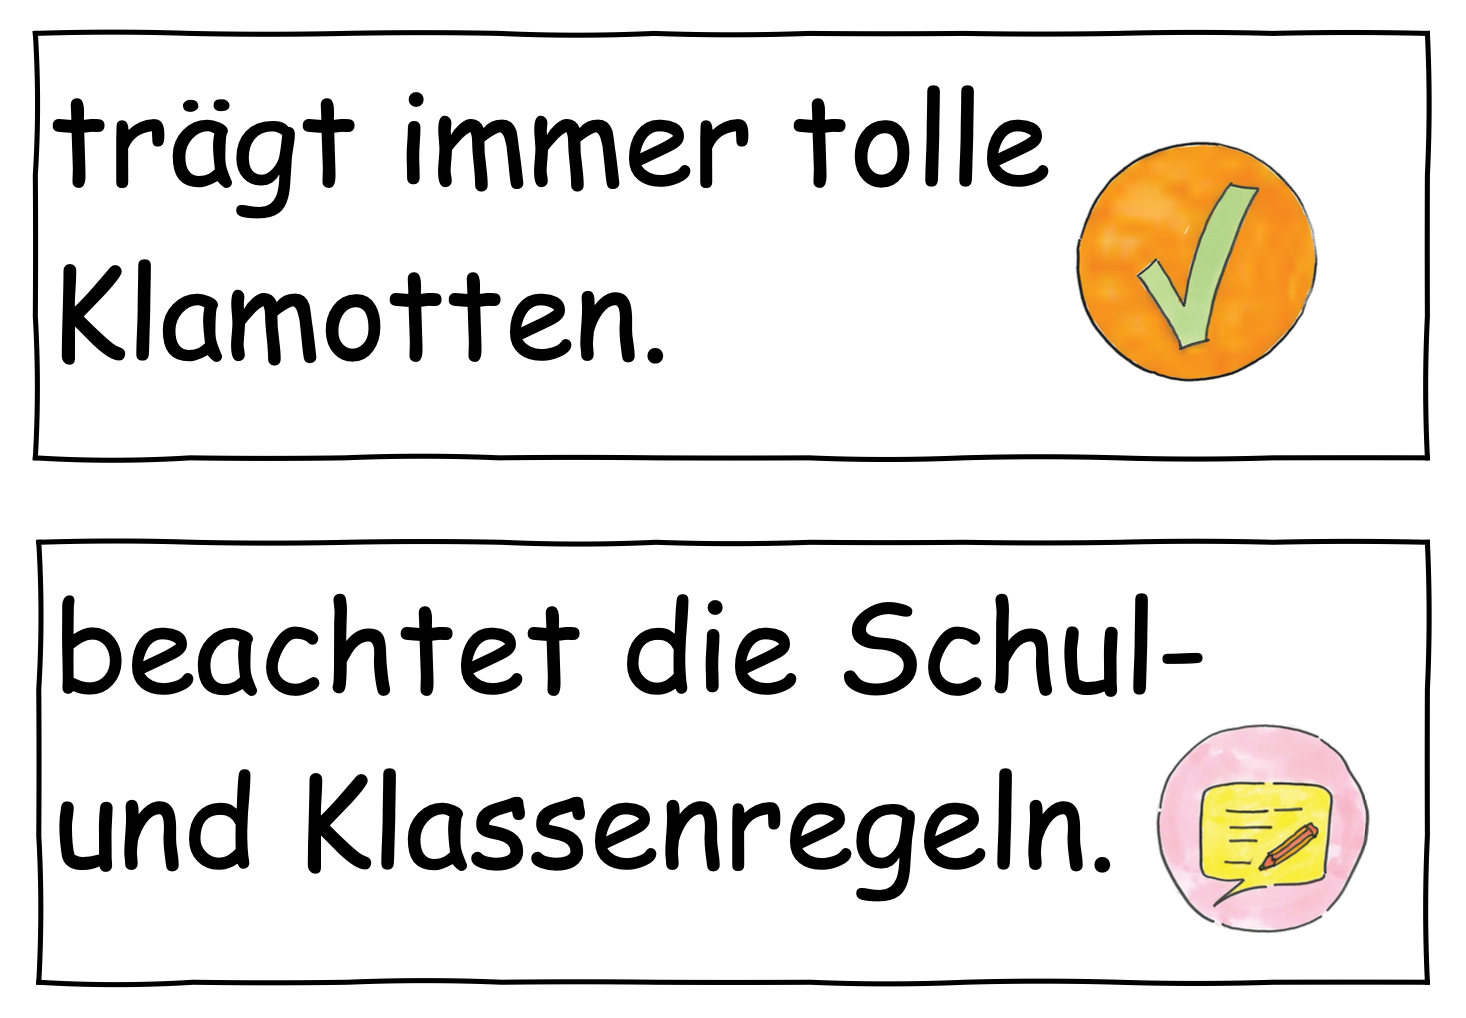 trägt immer tolle
Klamotten.
beachtet die Schul-
und Klassenregeln.